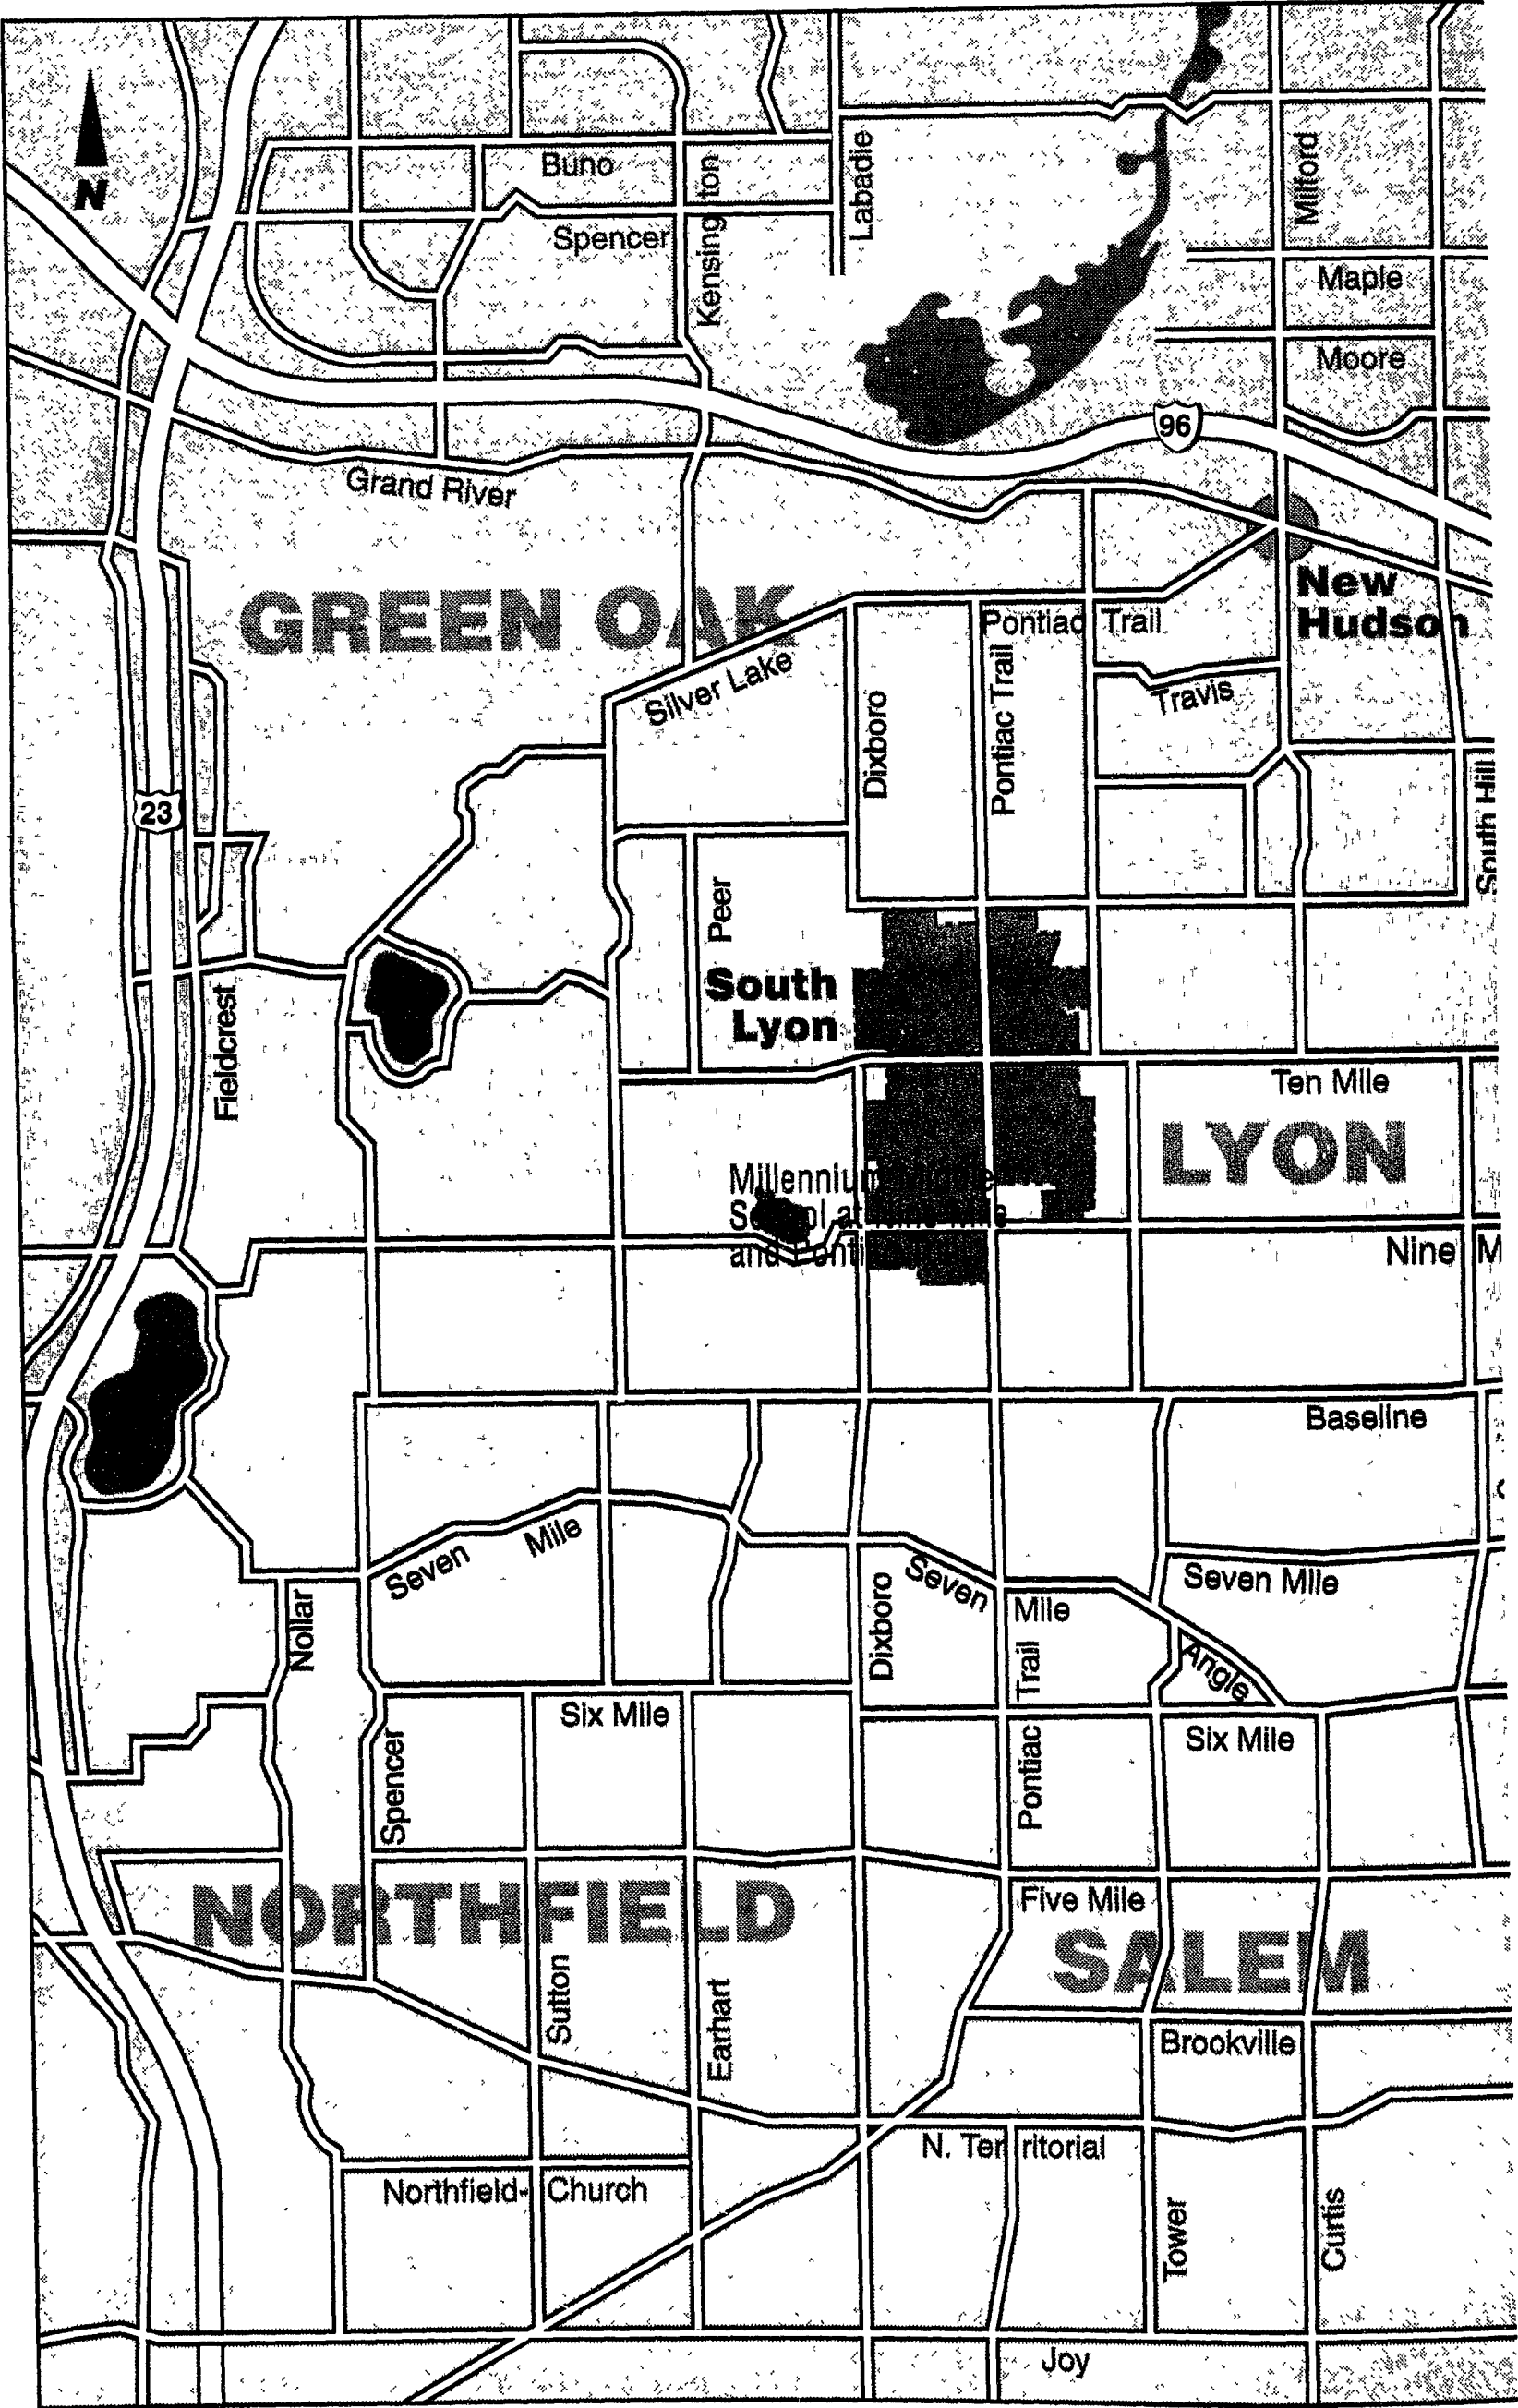 N
Buno
Labadie
Milford
Spencer
Kensington
Maple
Moore
96
Grand River
GREEN OAK
New
Hudson
Pontiac Trail
Silver Lake
Travis
Dixboro
Pontiac Trail
23
South Hill
Peer
South
Lyon
Fieldcrest
Ten Mile
LYON
Millennium
at
and
Nine M
Baseline
Seven Mile
Seven
Mile
Seven Mile
Dixboro
Nollar
Trail
Angle
Six Mile
Six Mile
Spencer
Pontiac
NORTHFIELD
Five Mile
SALEM
Sutton
Earhart
Brookville
N. Territorial
Northfield- Church
Tower
Curtis
Joy